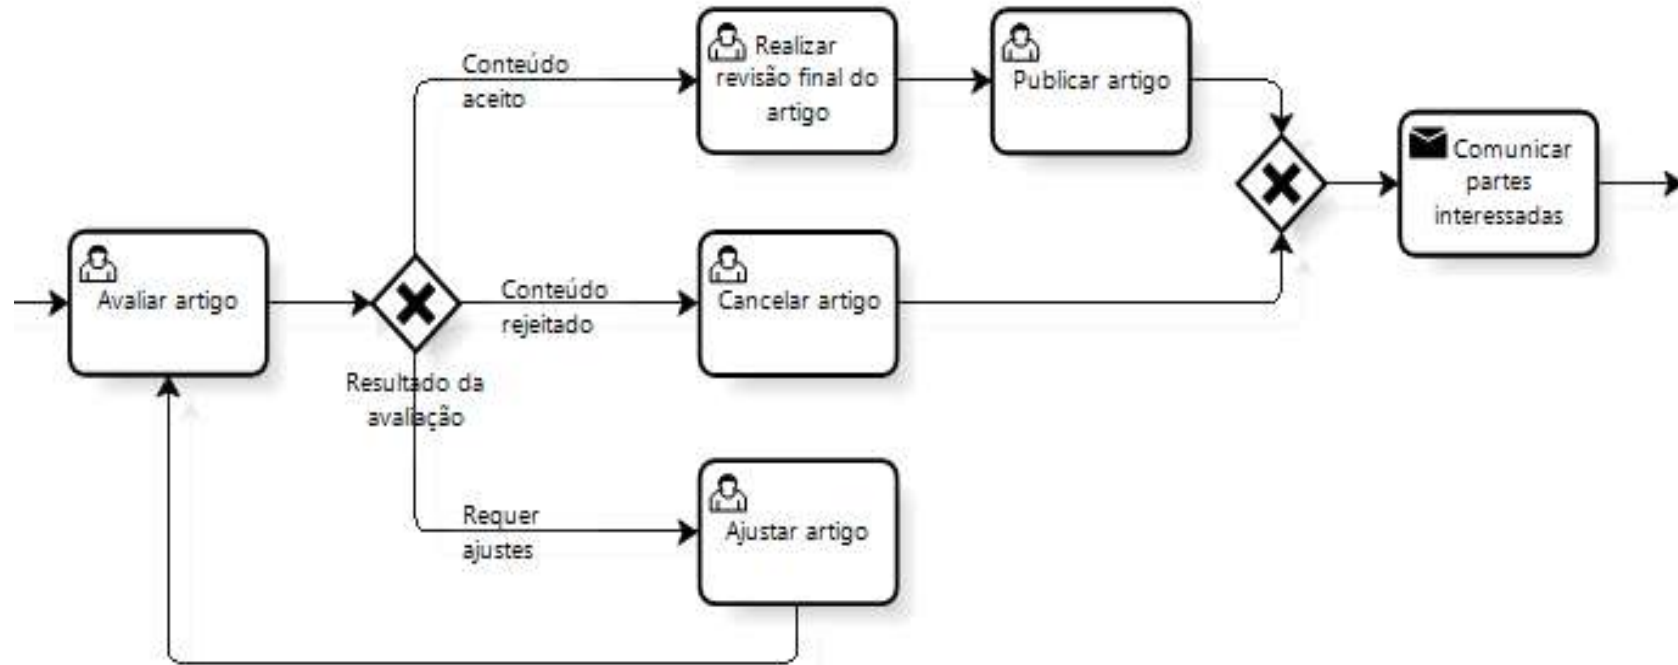 Conteúdo
aceito
Realizar
revisão final do
artigo
Publicar artigo
Comunicar
partes
interessadas
Avaliar artigo
Conteúdo
rejeitado
Cancelar artigo
Resultado da
avaliação
Requer
ajustes
Ajustar artigo